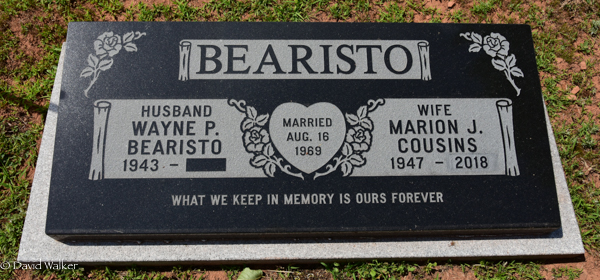 BEARISTO
HUSBAND
WAYNE P.
BEARISTO
1943 -
MARRIED
AUG. 16
1969
WIFE
MARION J.
COUSINS
1947 - 2018
WHAT WE KEEP IN MEMORY IS OURS FOREVER
© David Walker